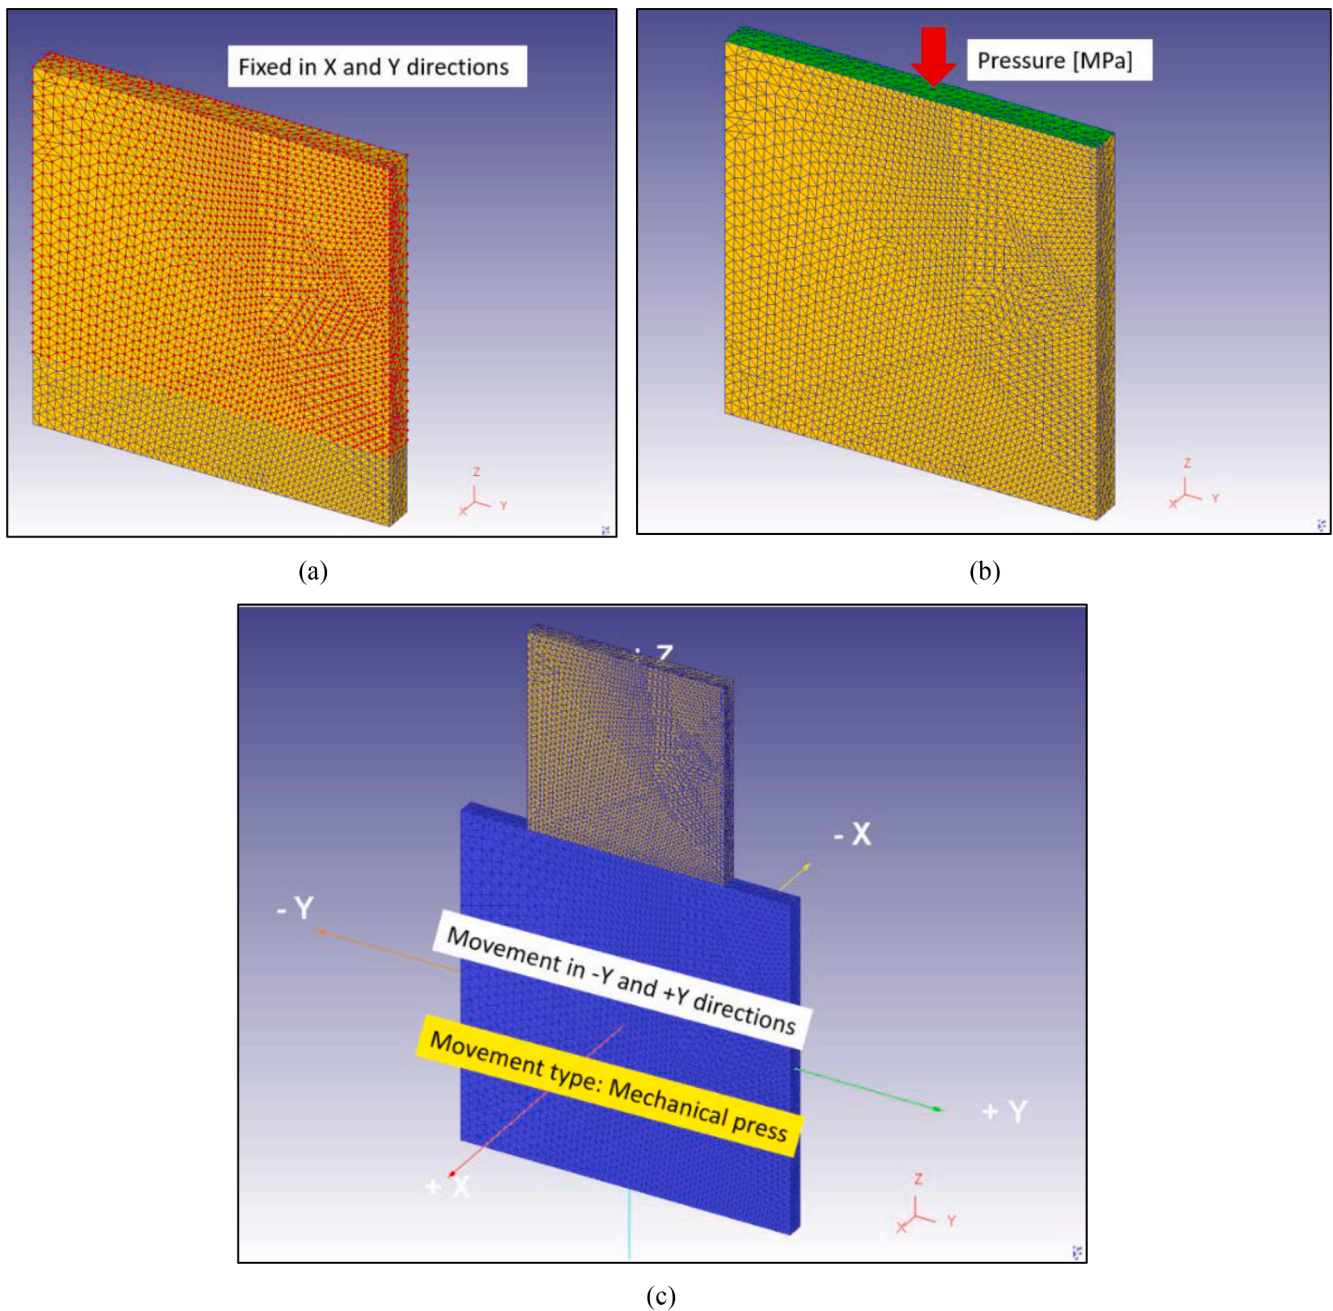 Fixed in X and Y directions
Z
X
Y
(a)
Pressure [MPa]
Z
X
Y
(b)
Z
- X
- Y
Movement in -Y and +Y directions
Movement type: Mechanical press
+ Y
+ X
Z
X
Y
(c)